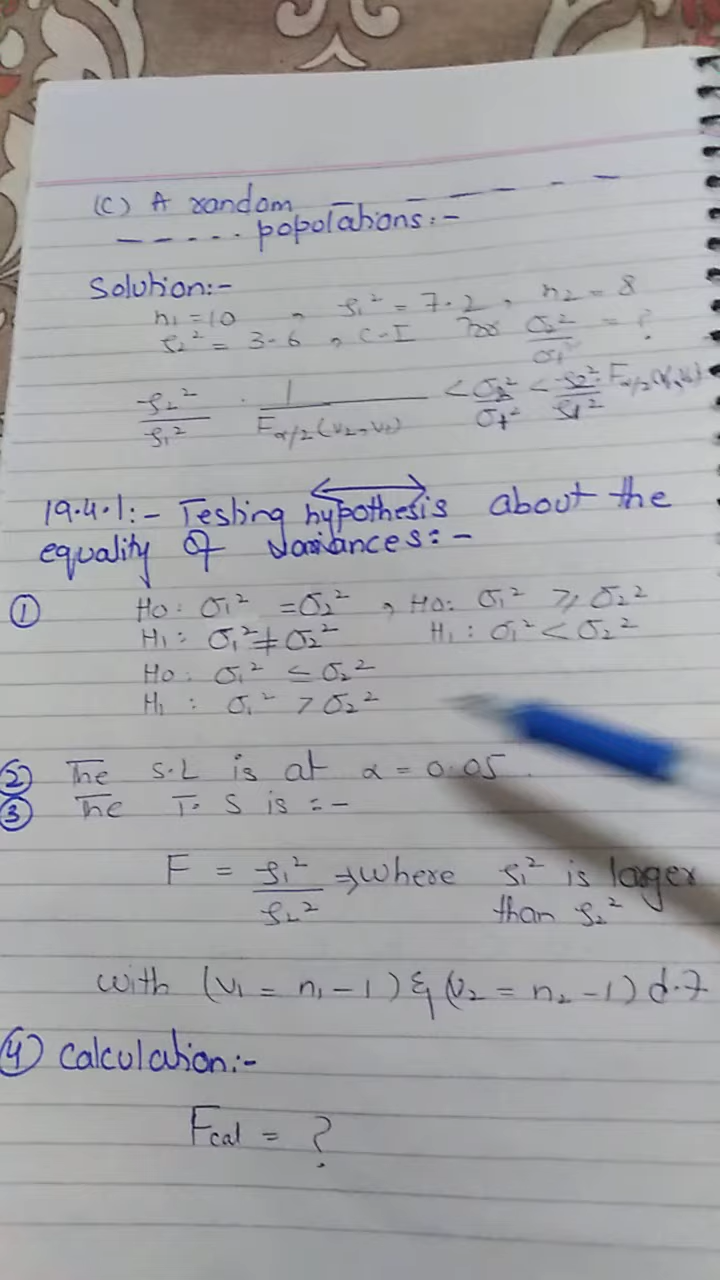 (c) A random _ _ _ _ _ _
_ _ _ . . . popolations:-
Solution:-
n₁=10 , s₁² = 7.2 , n₂ = 8
s₂² = 3.6 , C-I for σ₂²/σ₁² = ?
s₂²/s₁² . 1/Fα/2(v₂,v₁) < σ₂²/σ₁² < s₂²/s₁² . Fα/2(v₁,v₂)
19.4.1:- Testing hypothesis about the
equality of variances:-
① H₀: σ₁² = σ₂² , H₀: σ₁² ≥ σ₂²
H₁: σ₁² ≠ σ₂² H₁: σ₁² < σ₂²
H₀: σ₁² ≤ σ₂²
H₁ : σ₁² > σ₂²
② The S.L is at α = 0.05.
③ The T. S is :-
F = s₁²/s₂² ⇒ where s₁² is larger
than s₂²
with (v₁ = n₁ - 1) & (v₂ = n₂ - 1) d.f
④ Calculation:-
Fcal = ?